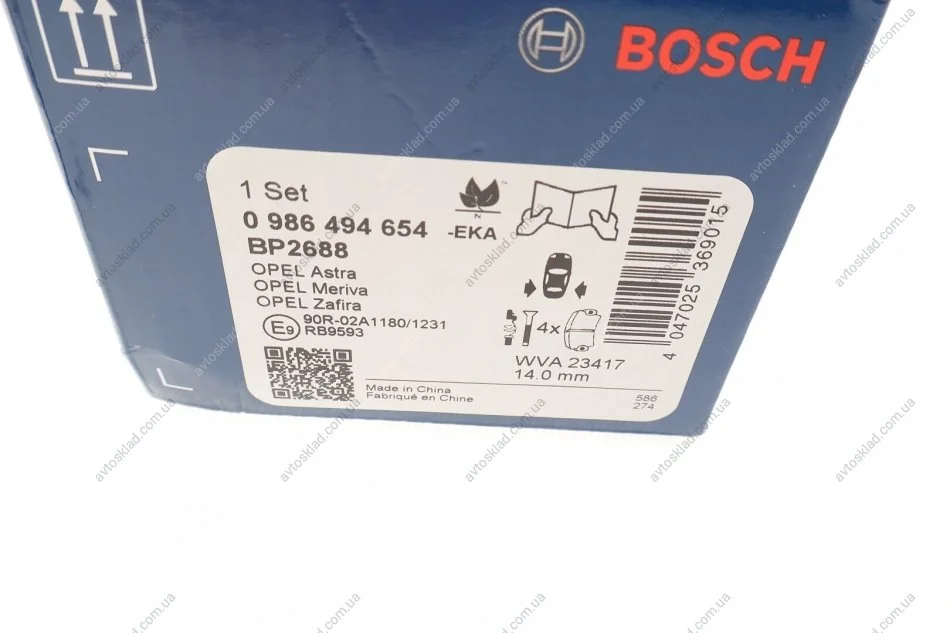 BOSCH
1 Set
0 986 494 654 -EKA
BP2688
OPEL Astra
OPEL Meriva
OPEL Zafira
E9 90R-02A1180/1231
RB9593
N
4x
WVA 23417
14.0 mm
Made in China
Fabriqué en Chine
586
274
4 047025 369015
avtosklad.com.ua